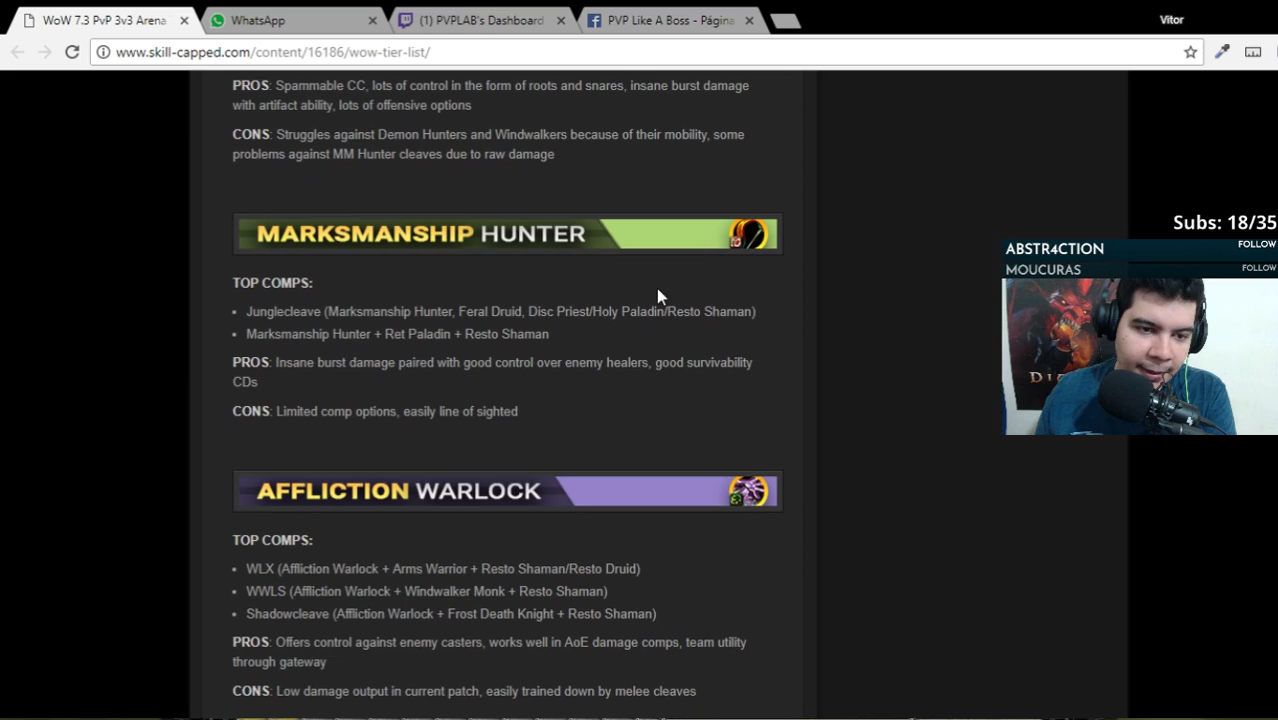 WoW 7.3 PvP 3v3 Arena
WhatsApp
(1) PVPLAB's Dashboard
PVP Like A Boss - Página
Vitor
www.skill-capped.com/content/16186/wow-tier-list/
PROS: Spammable CC, lots of control in the form of roots and snares, insane burst damage
with artifact ability, lots of offensive options
CONS: Struggles against Demon Hunters and Windwalkers because of their mobility, some
problems against MM Hunter cleaves due to raw damage
MARKSMANSHIP HUNTER
TOP COMPS:
• Junglecleave (Marksmanship Hunter, Feral Druid, Disc Priest/Holy Paladin/Resto Shaman)
• Marksmanship Hunter + Ret Paladin + Resto Shaman
PROS: Insane burst damage paired with good control over enemy healers, good survivability
CDs
CONS: Limited comp options, easily line of sighted
AFFLICTION WARLOCK
TOP COMPS:
• WLX (Affliction Warlock + Arms Warrior + Resto Shaman/Resto Druid)
• WWLS (Affliction Warlock + Windwalker Monk + Resto Shaman)
• Shadowcleave (Affliction Warlock + Frost Death Knight + Resto Shaman)
PROS: Offers control against enemy casters, works well in AoE damage comps, team utility
through gateway
CONS: Low damage output in current patch, easily trained down by melee cleaves
Subs: 18/35
ABSTR4CTION FOLLOW
MOUCURAS FOLLOW